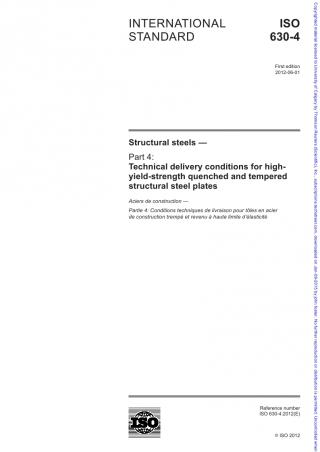 INTERNATIONAL
STANDARD
ISO
630-4
First edition
2012-06-01
Structural steels —
Part 4:
Technical delivery conditions for high-
yield-strength quenched and tempered
structural steel plates
Aciers de construction —
Partie 4: Conditions techniques de livraison pour tôles en acier
de construction trempé et revenu à haute limite d'élasticité
ISO
Reference number
ISO 630-4:2012(E)
© ISO 2012
Copyrighted material licensed to University of Calgary by Thomson Reuters (Scientific), Inc., subscriptions.techstreet.com, downloaded on Jan-09-2015 by
No further reproduction or distribution is permitted. Uncontrolled when